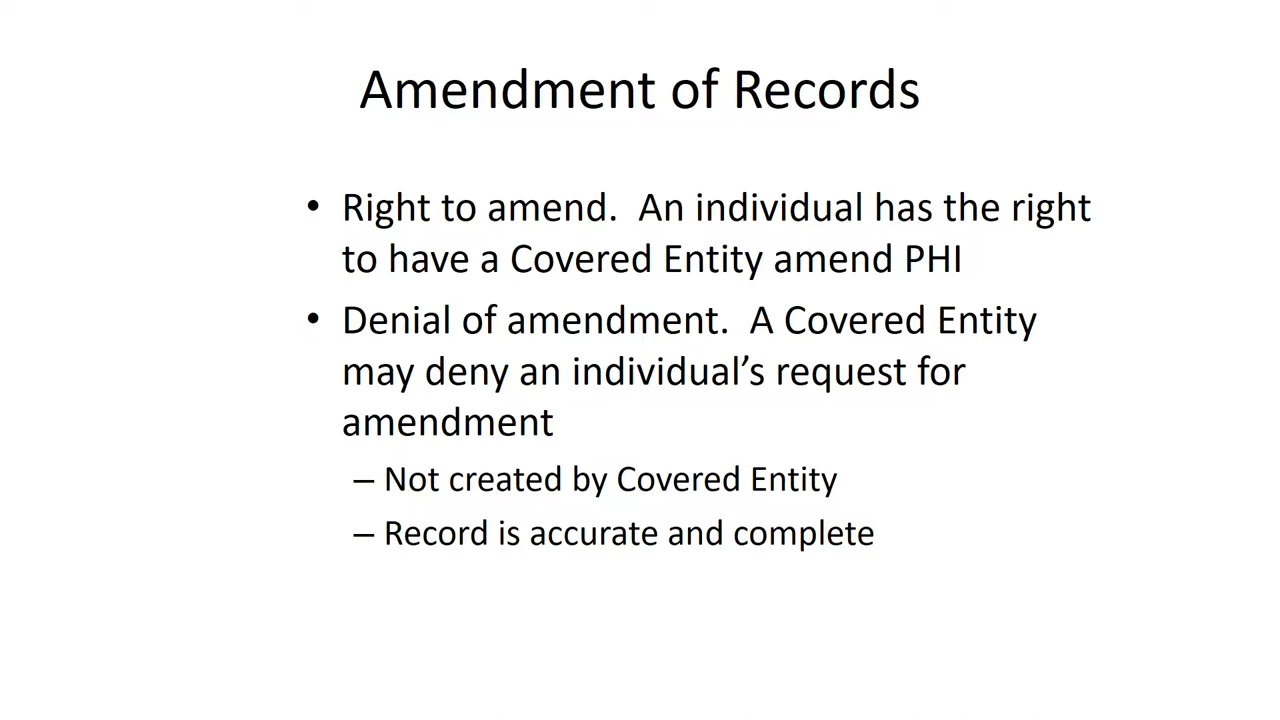 Amendment of Records
• Right to amend.  An individual has the right
to have a Covered Entity amend PHI
• Denial of amendment.  A Covered Entity
may deny an individual’s request for
amendment
– Not created by Covered Entity
– Record is accurate and complete